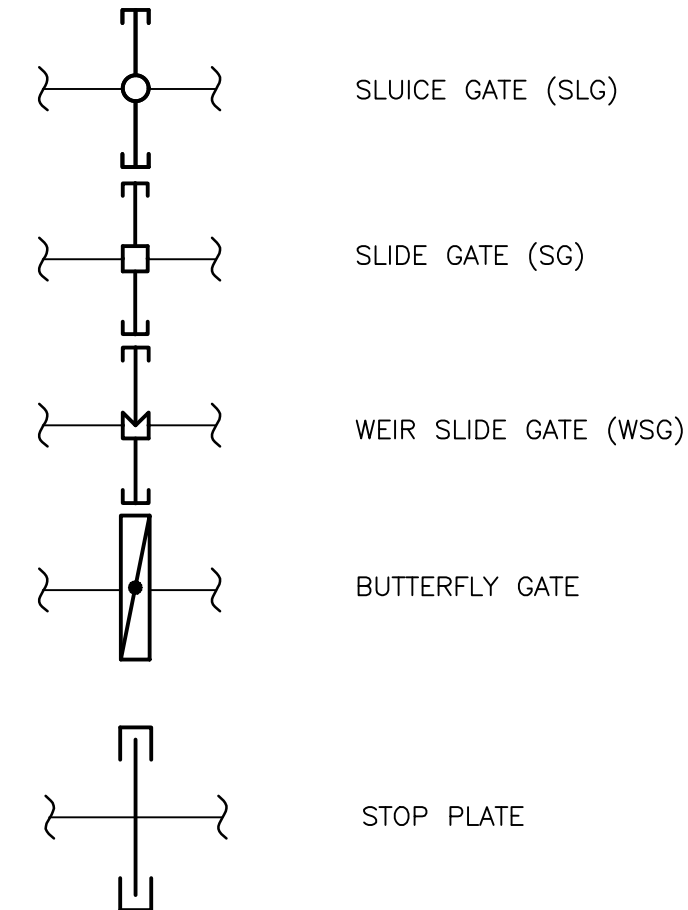 SLUICE GATE (SLG)
SLIDE GATE (SG)
WEIR SLIDE GATE (WSG)
BUTTERFLY GATE
STOP PLATE